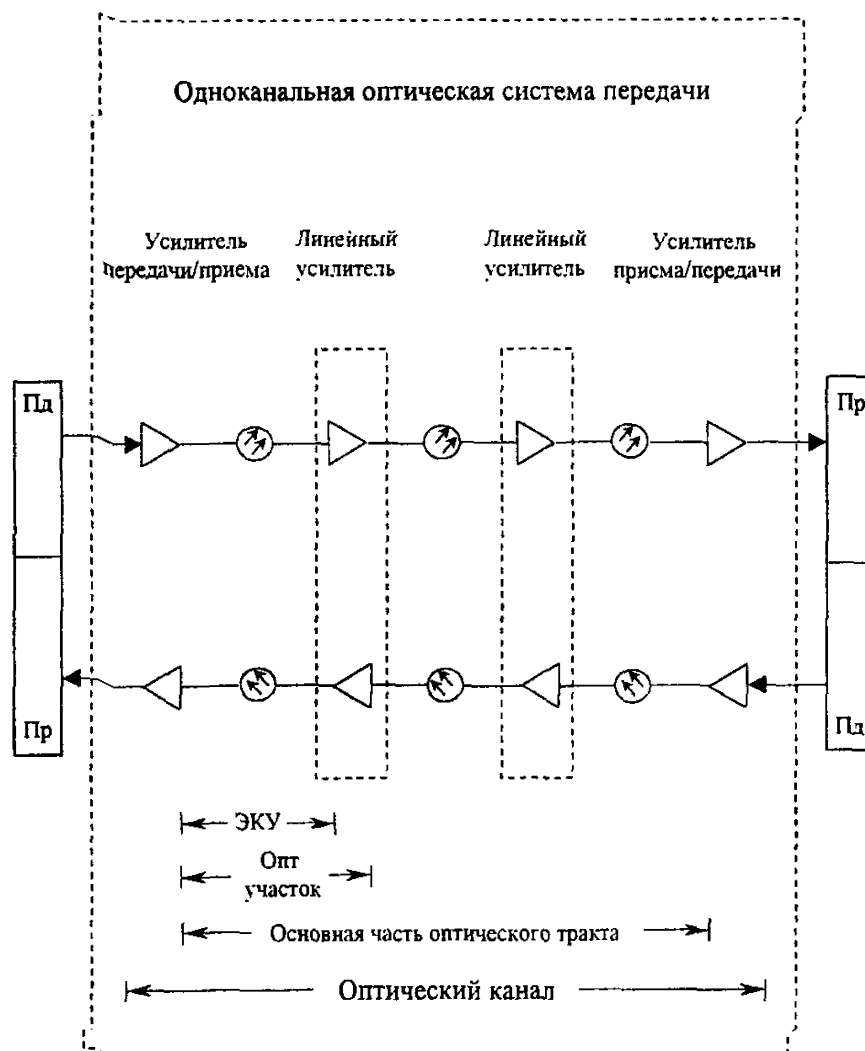 Одноканальная оптическая система передачи
Усилитель
передачи/приема
Линейный
усилитель
Линейный
усилитель
Усилитель
присма/передачи
Пд
Пр
Пр
Пд
ЭКУ
Опт
участок
Основная часть оптического тракта
Оптический канал